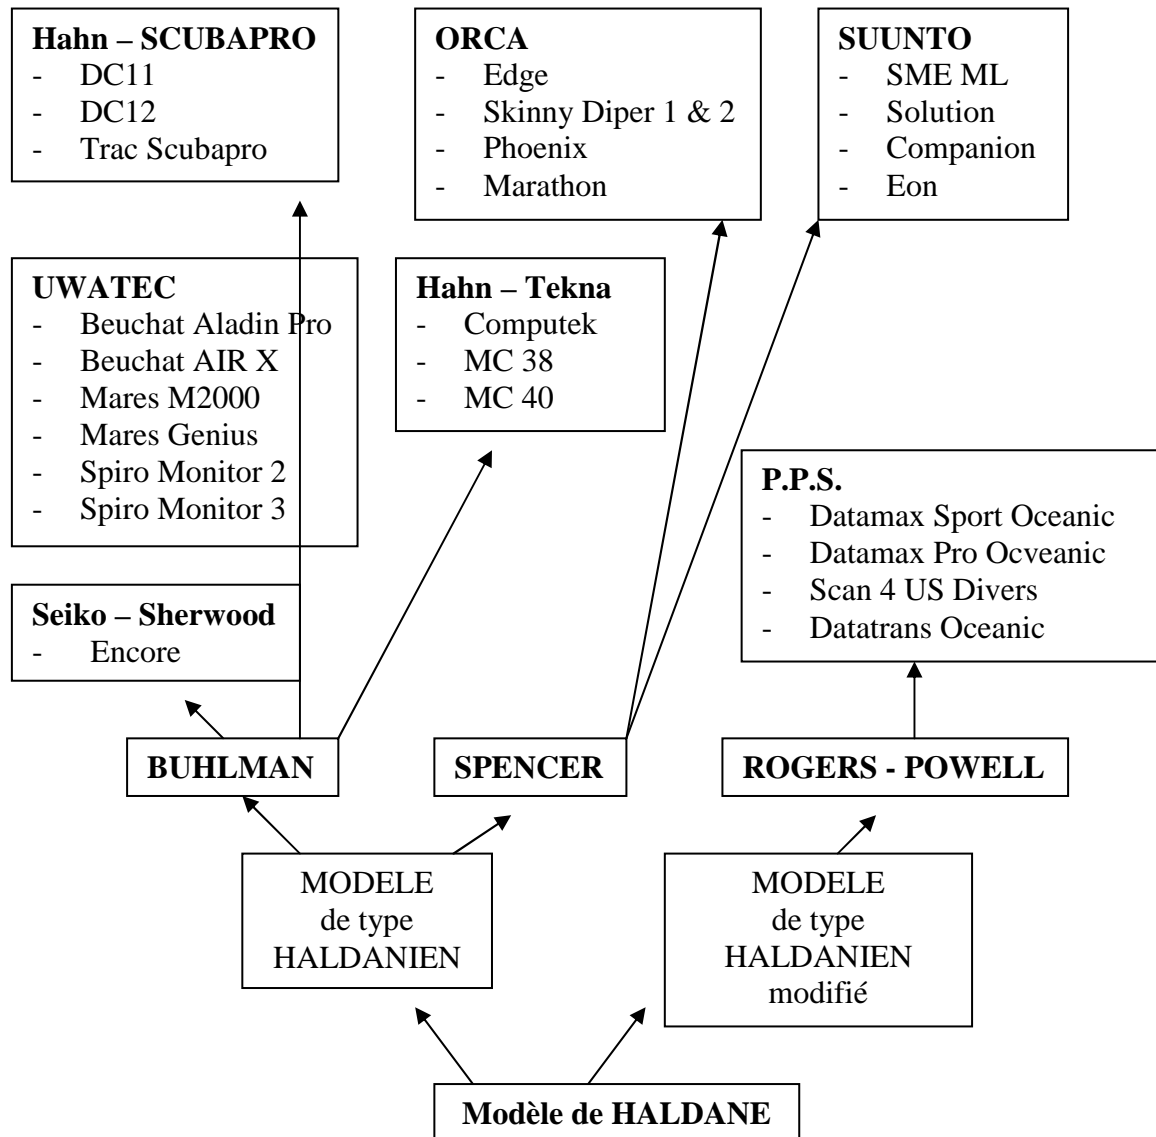 Hahn – SCUBAPRO
- DC11
- DC12
- Trac Scubapro
ORCA
- Edge
- Skinny Diper 1 & 2
- Phoenix
- Marathon
SUUNTO
- SME ML
- Solution
- Companion
- Eon
UWATEC
- Beuchat Aladin Pro
- Beuchat AIR X
- Mares M2000
- Mares Genius
- Spiro Monitor 2
- Spiro Monitor 3
Hahn – Tekna
- Computek
- MC 38
- MC 40
P.P.S.
- Datamax Sport Oceanic
- Datamax Pro Ocveanic
- Scan 4 US Divers
- Datatrans Oceanic
Seiko – Sherwood
- Encore
BUHLMAN
SPENCER
ROGERS - POWELL
MODELE
de type
HALDANIEN
MODELE
de type
HALDANIEN
modifié
Modèle de HALDANE